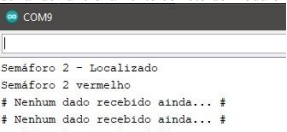 COM9
Semáforo 2 - Localizado
Semáforo 2 vermelho
# Nenhum dado recebido ainda... #
# Nenhum dado recebido ainda... #